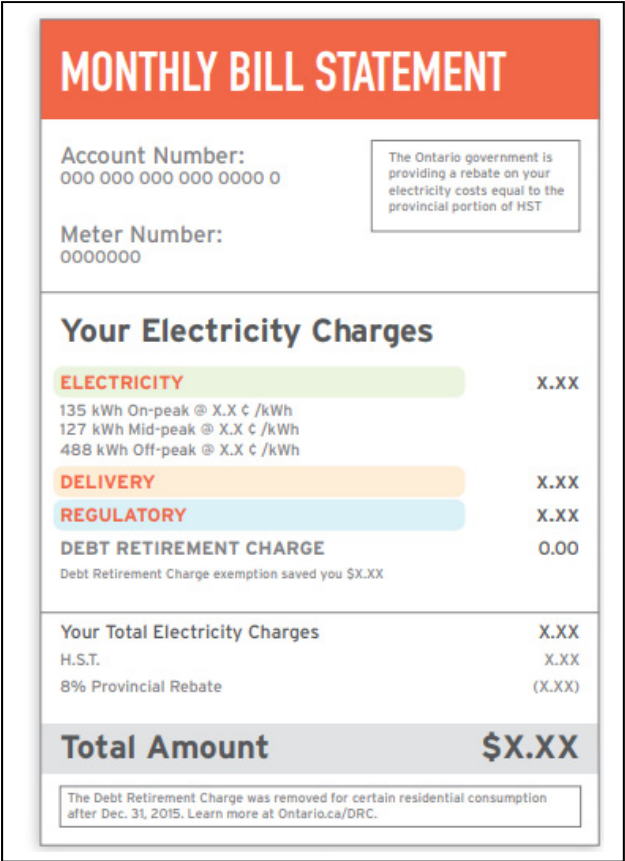 MONTHLY BILL STATEMENT
Account Number:
000 000 000 000 0000 0
The Ontario government is
providing a rebate on your
electricity costs equal to the
provincial portion of HST
Meter Number:
0000000
Your Electricity Charges
ELECTRICITY X.XX
135 kWh On-peak @ X.X ¢ /kWh
127 kWh Mid-peak @ X.X ¢ /kWh
488 kWh Off-peak @ X.X ¢ /kWh
DELIVERY X.XX
REGULATORY X.XX
DEBT RETIREMENT CHARGE 0.00
Debt Retirement Charge exemption saved you $X.XX
Your Total Electricity Charges X.XX
H.S.T. X.XX
8% Provincial Rebate (X.XX)
Total Amount $X.XX
The Debt Retirement Charge was removed for certain residential consumption
after Dec. 31, 2015. Learn more at Ontario.ca/DRC.